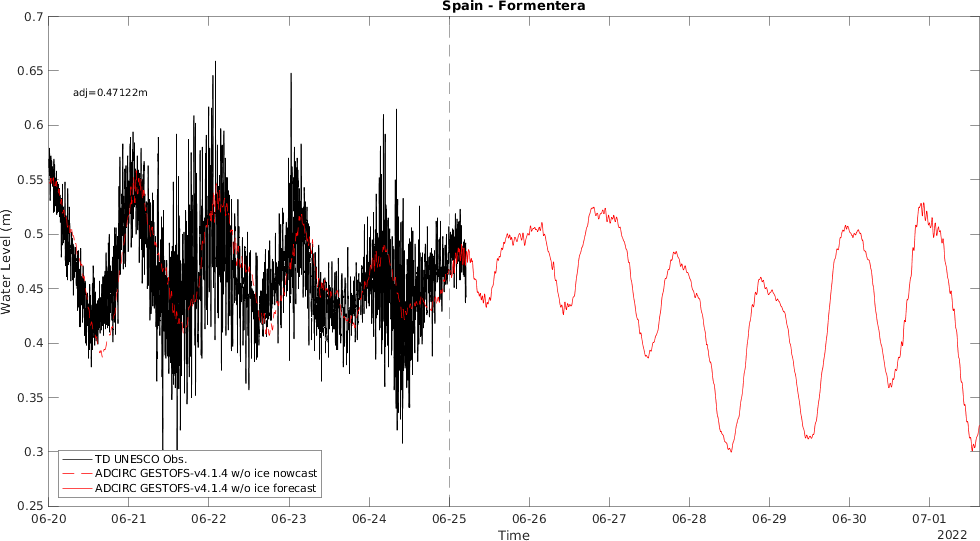 Spain - Formentera
0.7
0.65
0.6
0.55
0.5
0.45
0.4
0.35
0.3
0.25
Water Level (m)
adj=0.47122m
TD UNESCO Obs.
ADCIRC GESTOFS-v4.1.4 w/o ice nowcast
ADCIRC GESTOFS-v4.1.4 w/o ice forecast
06-20 06-21 06-22 06-23 06-24 06-25 06-26 06-27 06-28 06-29 06-30 07-01
Time
2022